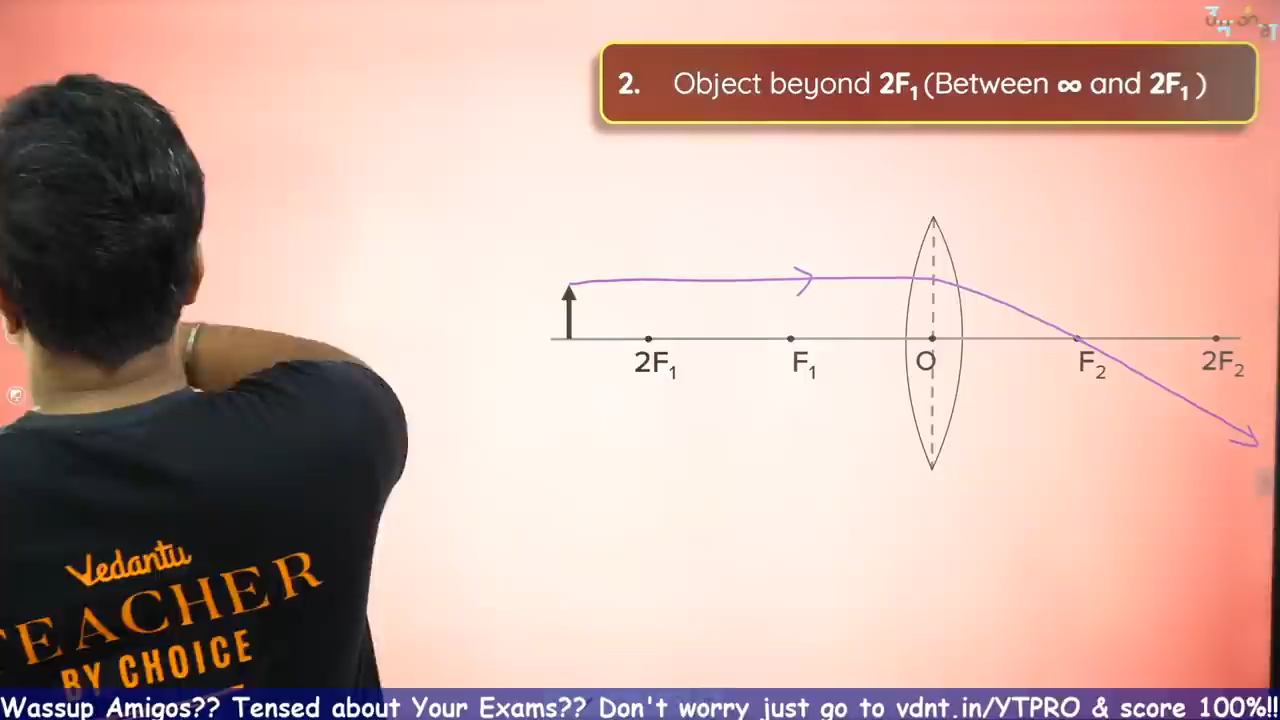 2. Object beyond 2F₁ (Between ∞ and 2F₁ )
2F₁ F₁ O F₂ 2F₂
Vedantu
TEACHER
BY CHOICE
Wassup Amigos?? Tensed about Your Exams?? Don't worry just go to vdnt.in/YTPRO & score 100%!!